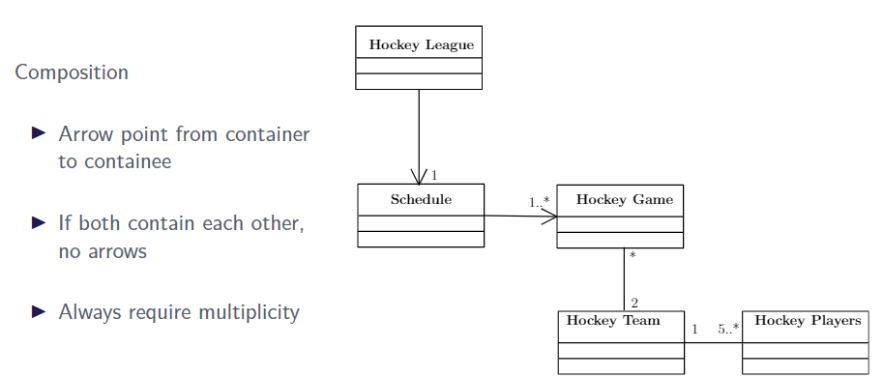 Composition
▶ Arrow point from container
to containee
▶ If both contain each other,
no arrows
▶ Always require multiplicity
Hockey League
1
Schedule
1..*
Hockey Game
*
2
Hockey Team
1
5..*
Hockey Players